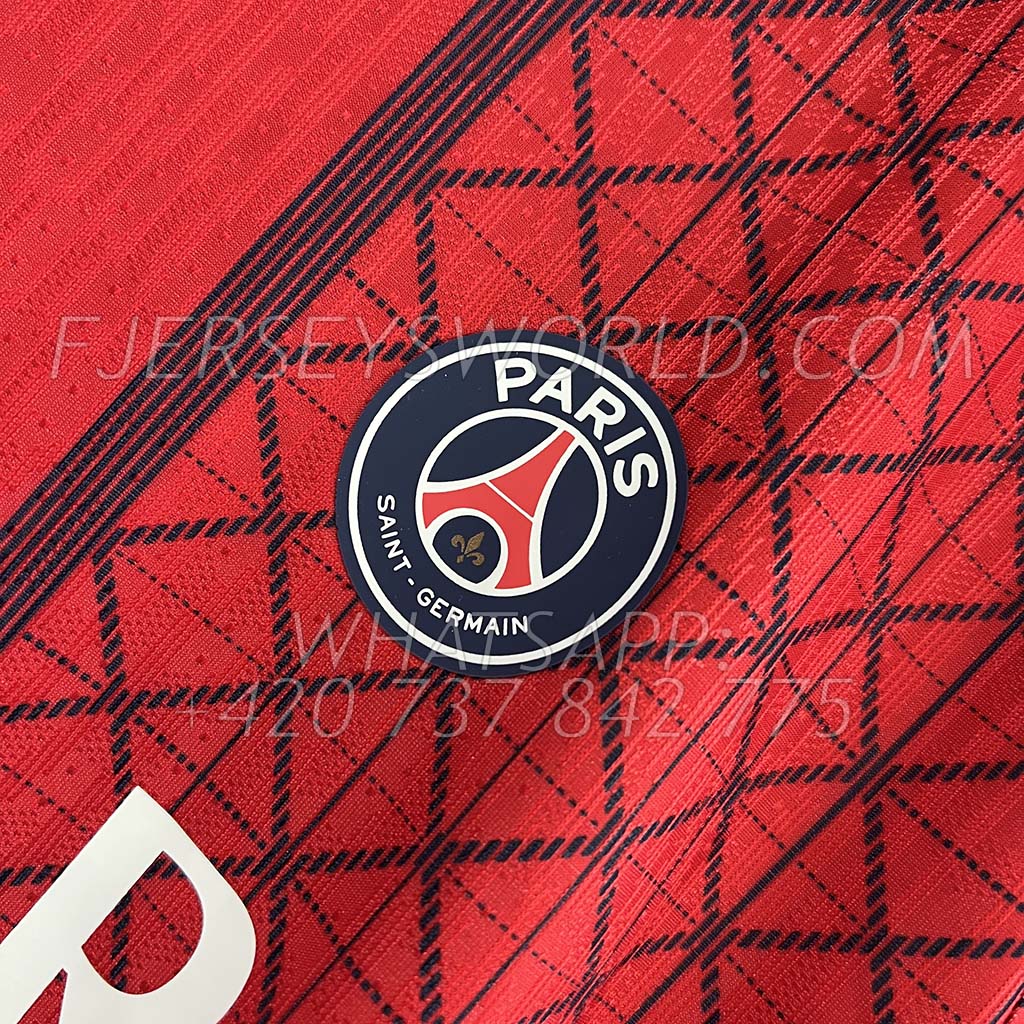 FJERSEYSWORLD.COM
PARIS
SAINT-GERMAIN
WHATSAPP:
+420 737 842 775
R